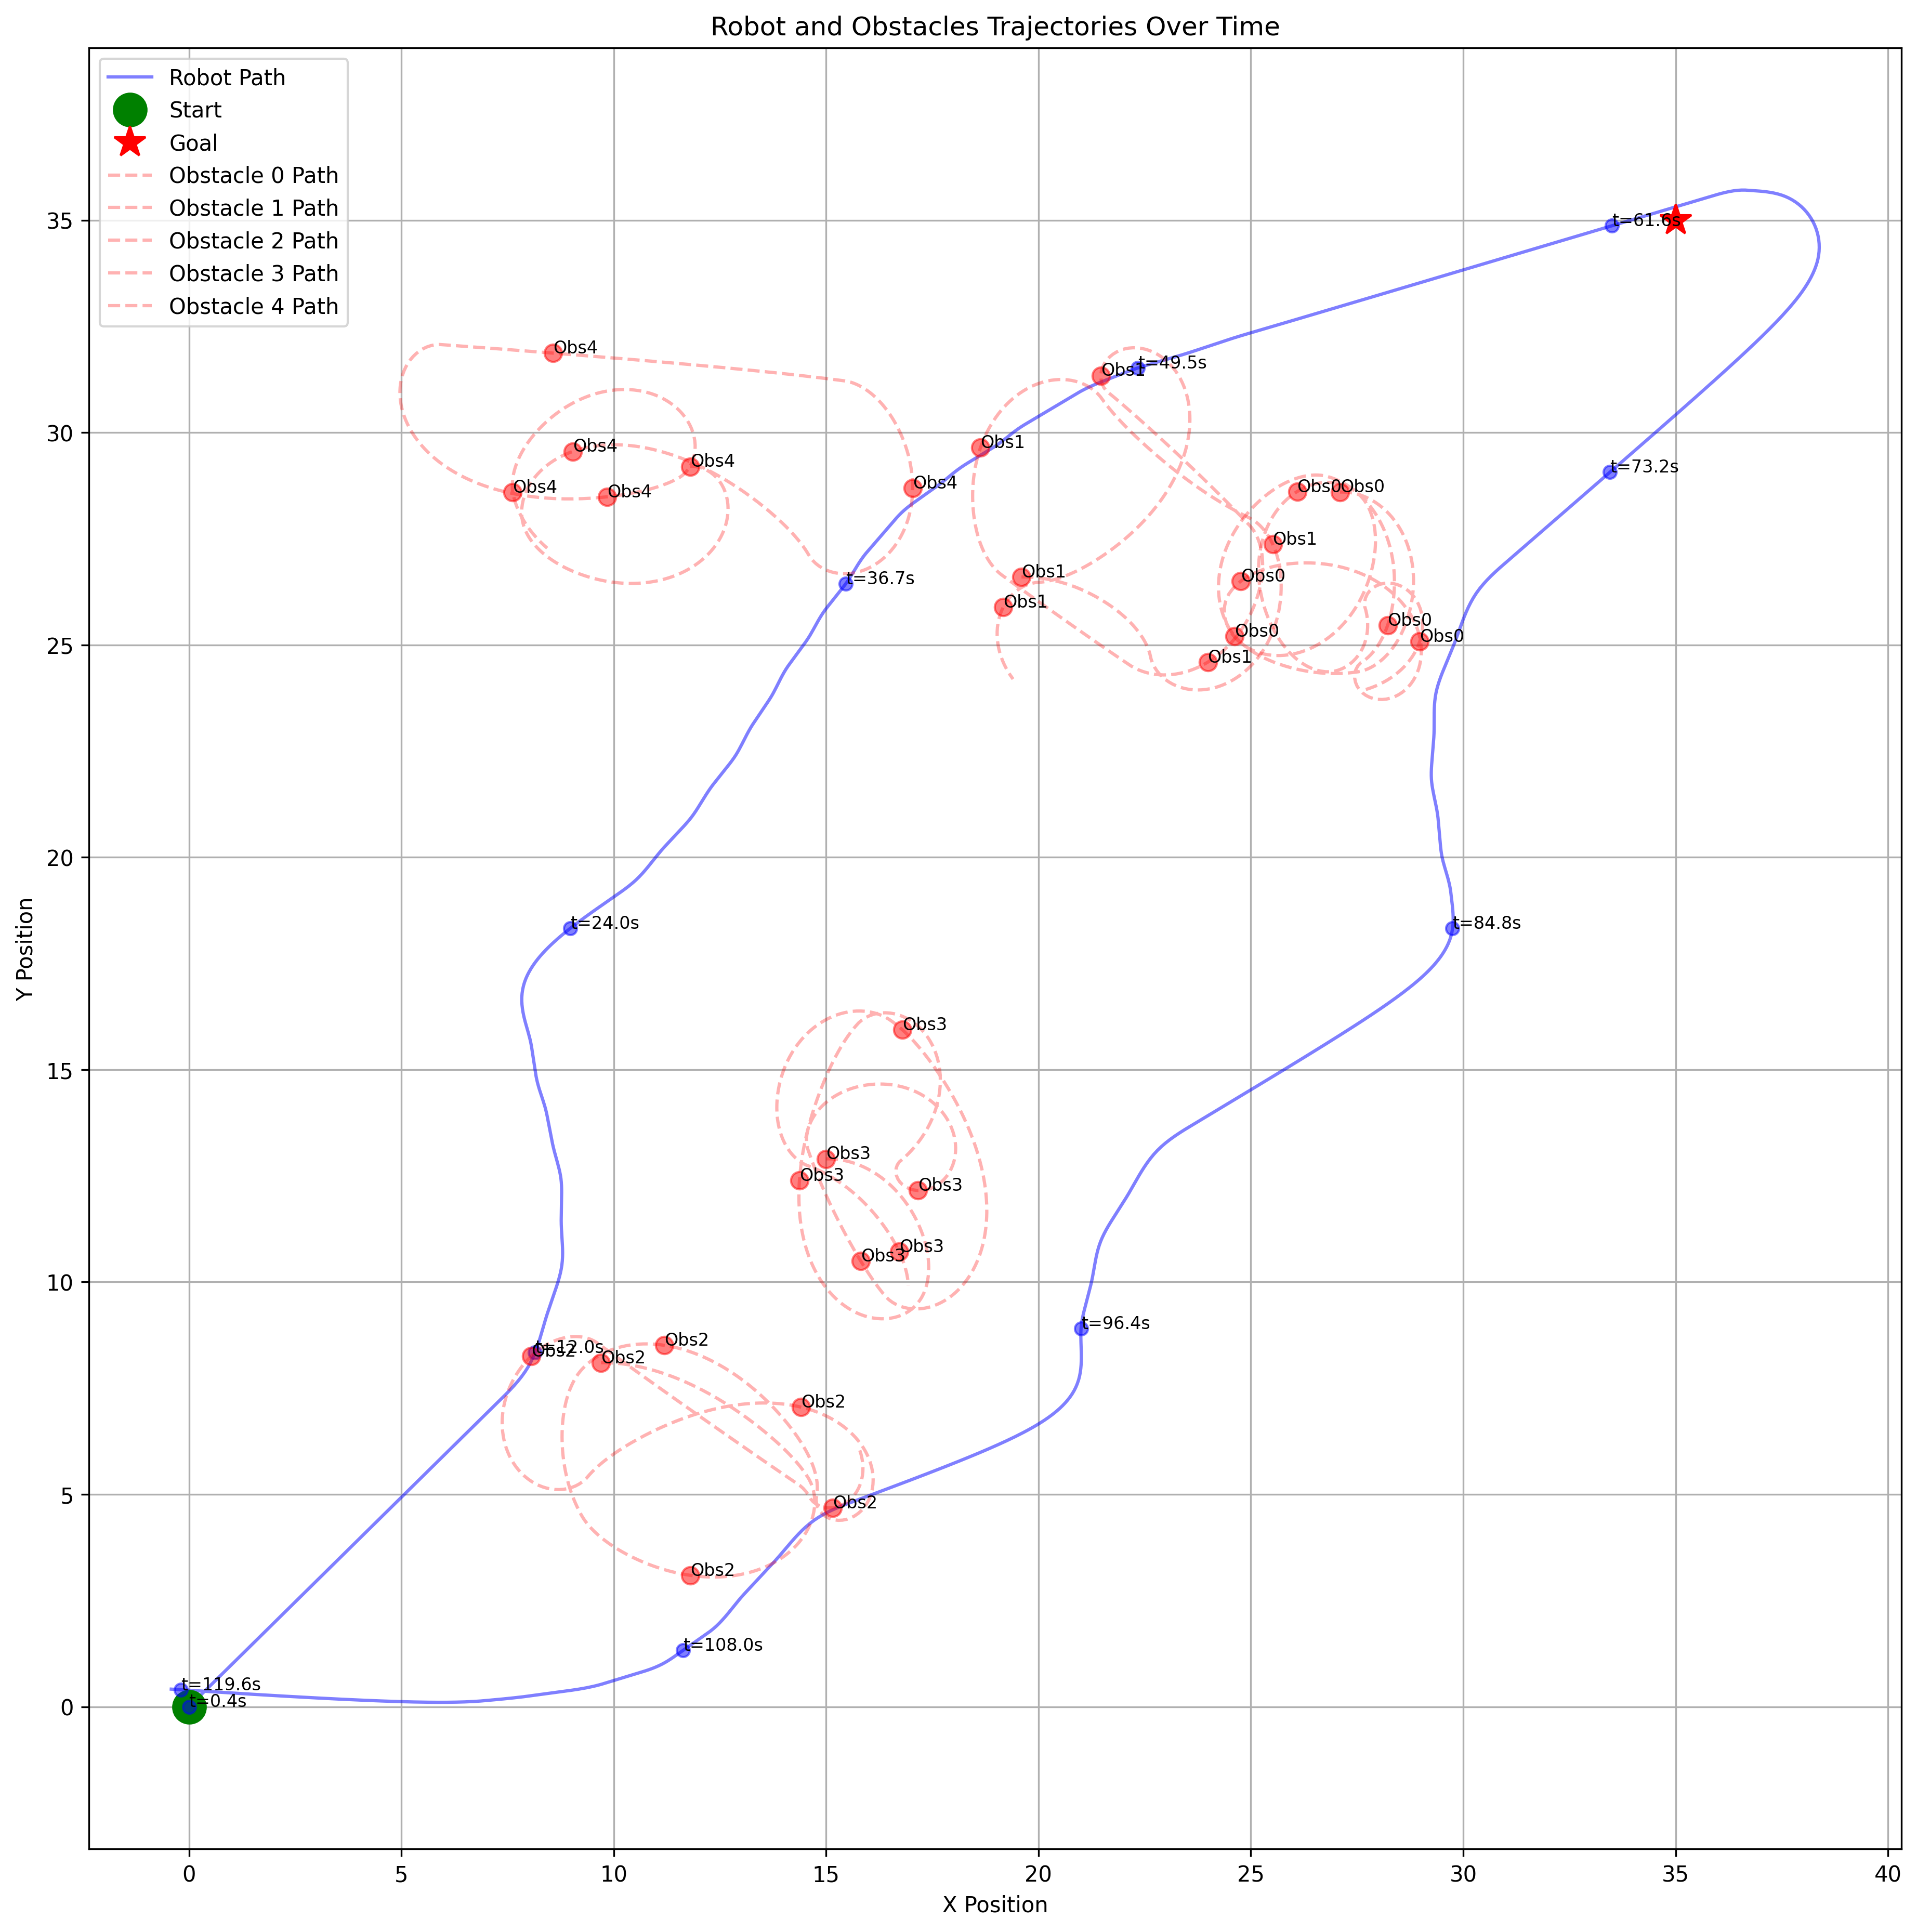 Robot and Obstacles Trajectories Over Time
Robot Path
Start
Goal
Obstacle 0 Path
Obstacle 1 Path
Obstacle 2 Path
Obstacle 3 Path
Obstacle 4 Path
35
30
25
20
15
10
5
0
Y Position
t=61.6s
Obs4
t=49.5s
Obs1
Obs1
Obs4
Obs4
t=73.2s
Obs4
Obs4
Obs4
Obs0
Obs0
Obs1
t=36.7s
Obs1
Obs0
Obs1
Obs0
Obs0
Obs0
Obs1
t=24.0s
t=84.8s
Obs3
Obs3
Obs3
Obs3
Obs3
Obs3
t=96.4s
t=12.0s
Obs2
Obs2
Obs2
Obs2
Obs2
Obs2
t=108.0s
t=119.6s
t=0.4s
0
5
10
15
20
25
30
35
40
X Position